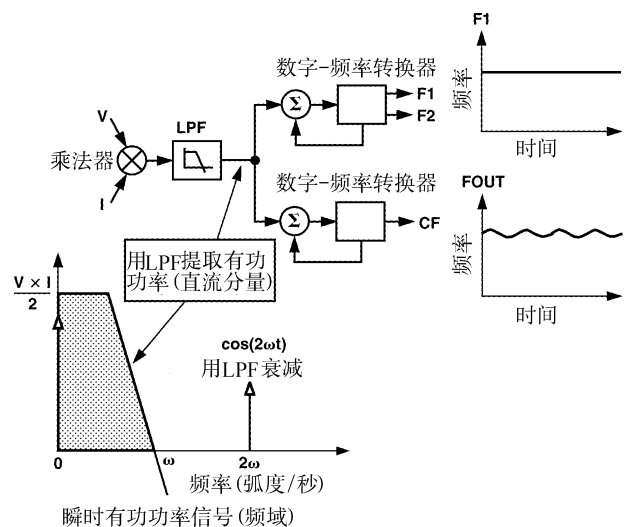 F1
频率
时间
数字-频率转换器
F1
F2
Σ
V
乘法器
I
LPF
数字-频率转换器
Σ
CF
FOUT
频率
时间
用LPF提取有功
功率(直流分量)
V × I
2
cos(2ωt)
用LPF衰减
0
ω
2ω
频率(弧度/秒)
瞬时有功功率信号(频域)